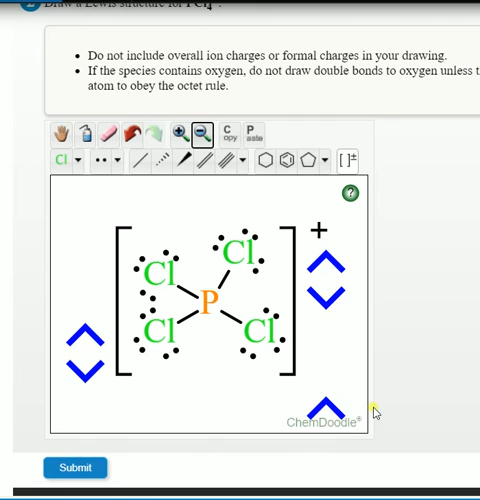 2 Draw a Lewis structure for PCl4+.
Do not include overall ion charges or formal charges in your drawing.
If the species contains oxygen, do not draw double bonds to oxygen unless t
atom to obey the octet rule.
C opy
P aste
Cl
[ ]±
?
+
Cl
Cl
P
Cl
Cl
ChemDoodle®
Submit